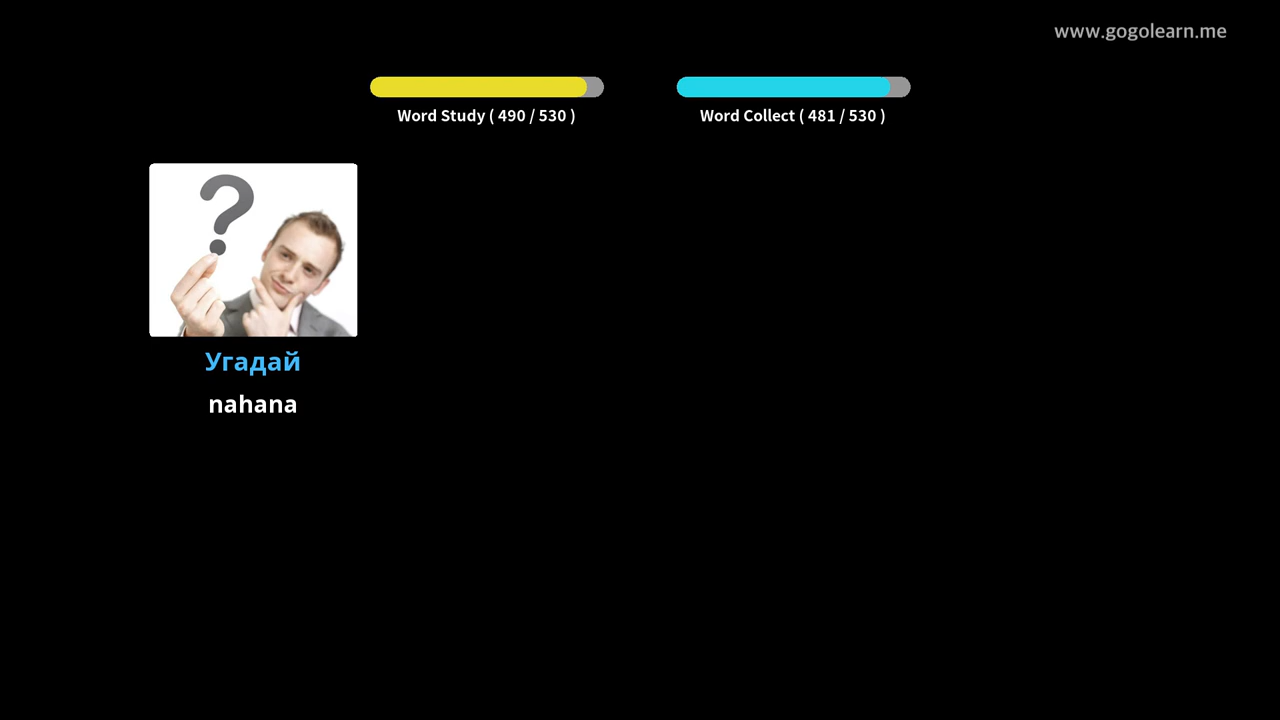 www.gogolearn.me
Word Study ( 490 / 530 )
Word Collect ( 481 / 530 )
?
Угадай
nahana